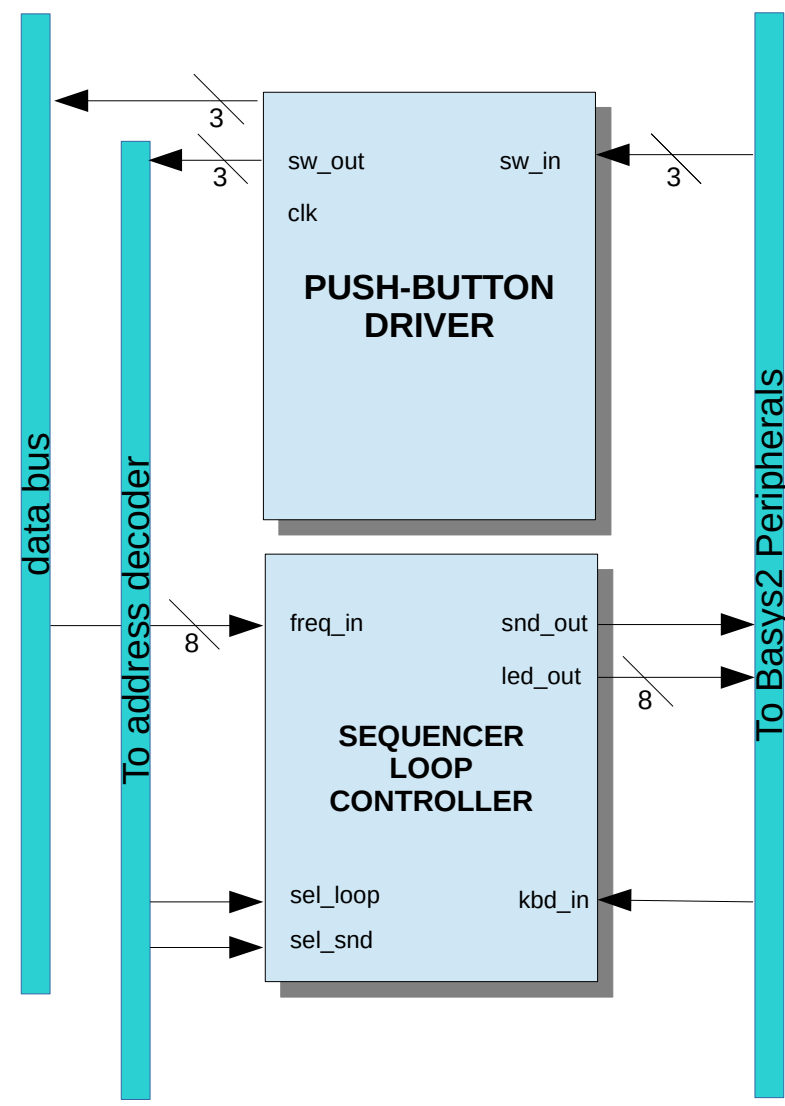 3
3
sw_out
sw_in
3
clk
PUSH-BUTTON
DRIVER
data bus
To address decoder
To Basys2 Peripherals
8
freq_in
snd_out
led_out
8
SEQUENCER
LOOP
CONTROLLER
sel_loop
kbd_in
sel_snd